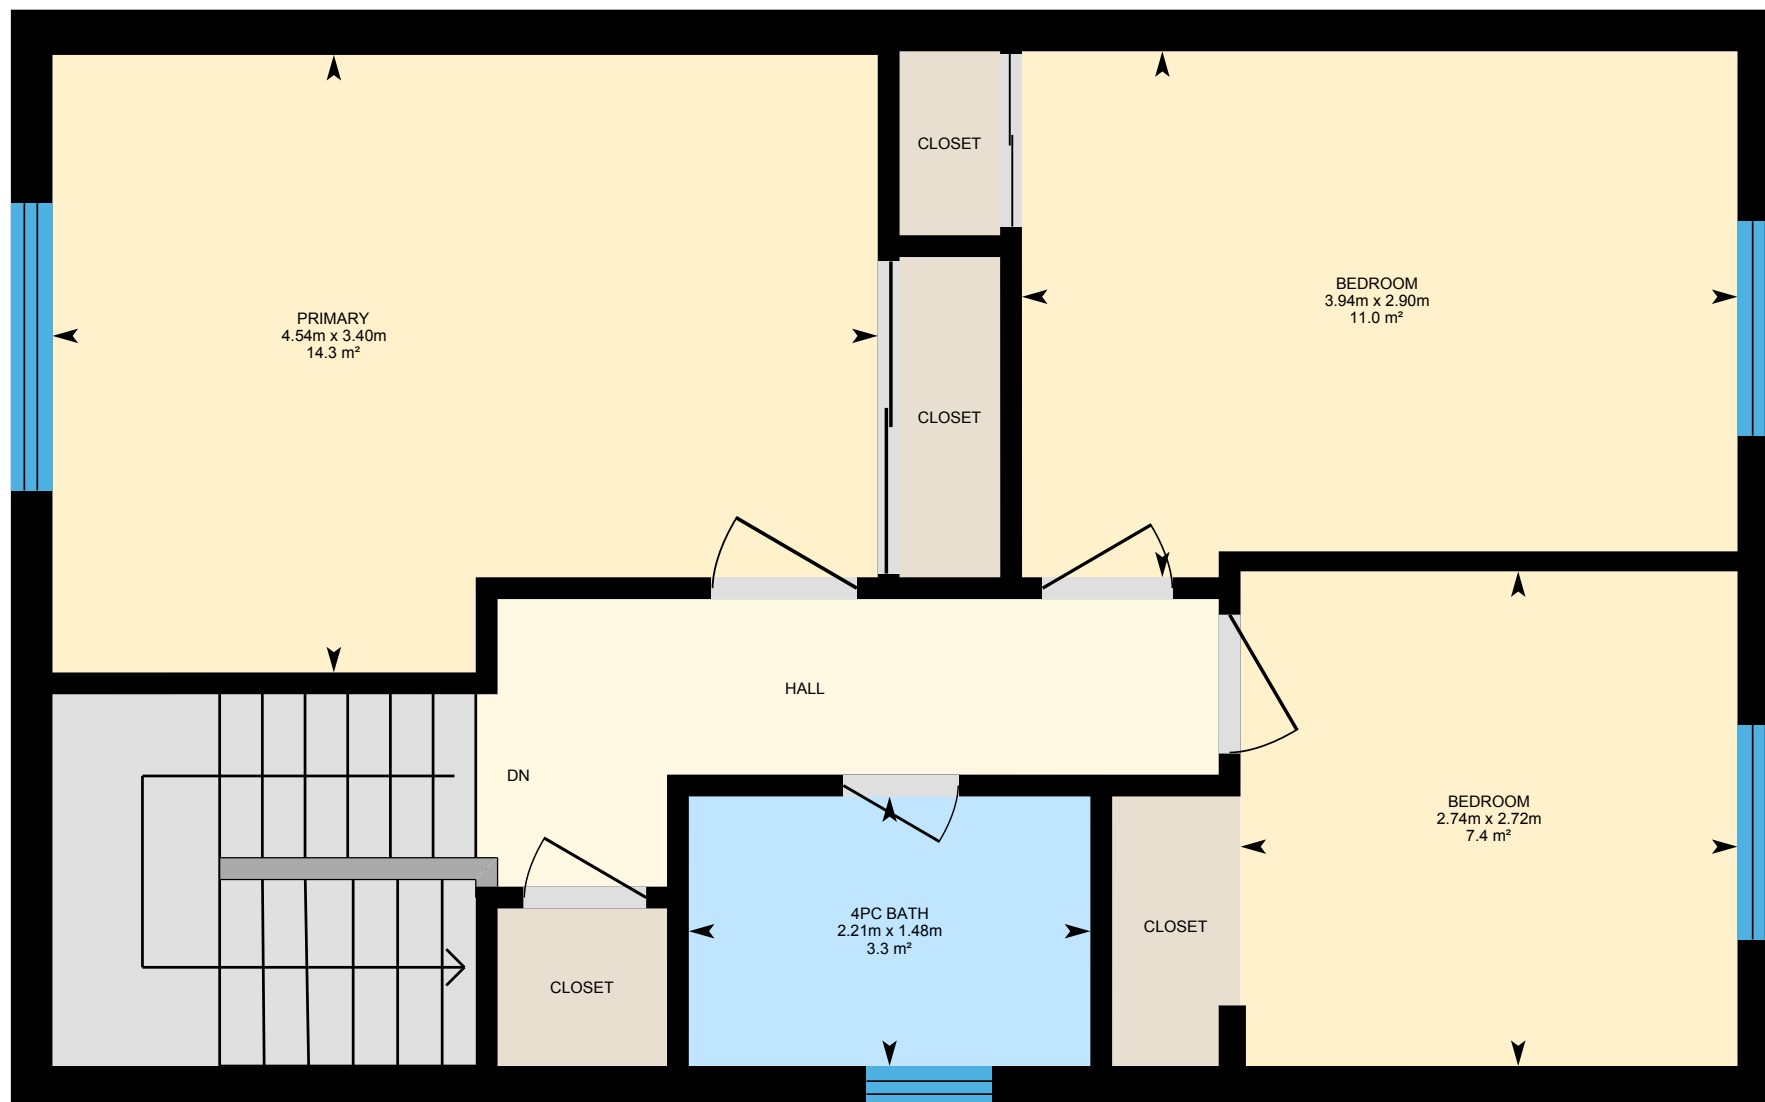 CLOSET
PRIMARY
4.54m x 3.40m
14.3 m²
BEDROOM
3.94m x 2.90m
11.0 m²
CLOSET
HALL
DN
BEDROOM
2.74m x 2.72m
7.4 m²
4PC BATH
2.21m x 1.48m
3.3 m²
CLOSET
CLOSET